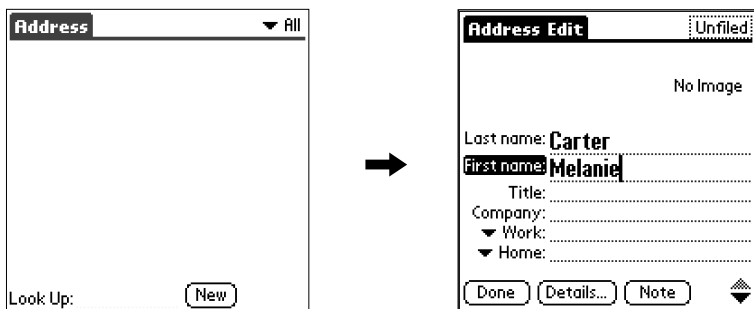 Address
All
Look Up:
New
Address Edit
Unfiled
No Image
Last name: Carter
First name: Melanie
Title:
Company:
Work:
Home:
Done Details... Note